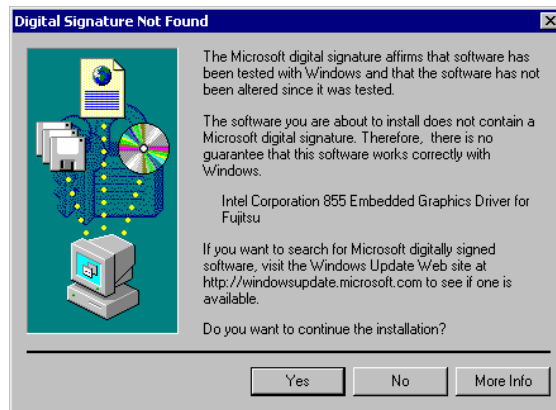 Digital Signature Not Found
The Microsoft digital signature affirms that software has
been tested with Windows and that the software has not
been altered since it was tested.
The software you are about to install does not contain a
Microsoft digital signature. Therefore, there is no
guarantee that this software works correctly with
Windows.
Intel Corporation 855 Embedded Graphics Driver for
Fujitsu
If you want to search for Microsoft digitally signed
software, visit the Windows Update Web site at
http://windowsupdate.microsoft.com to see if one is
available.
Do you want to continue the installation?
Yes No More Info